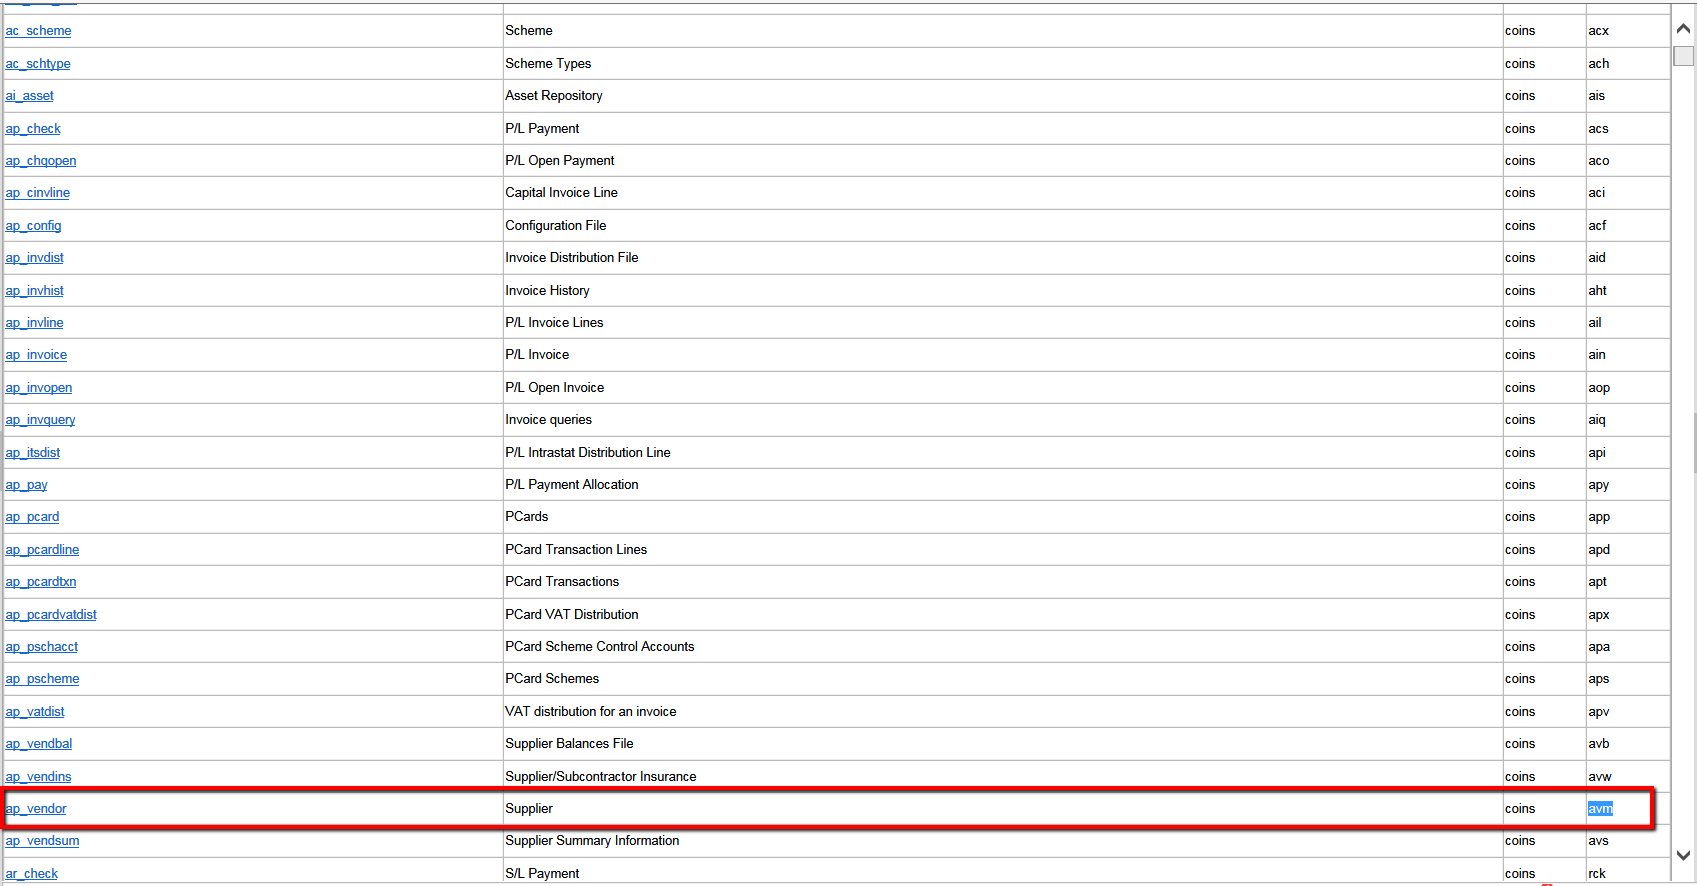 ac_scheme Scheme coins acx
ac_schtype Scheme Types coins ach
ai_asset Asset Repository coins ais
ap_check P/L Payment coins acs
ap_chqopen P/L Open Payment coins aco
ap_cinvline Capital Invoice Line coins aci
ap_config Configuration File coins acf
ap_invdist Invoice Distribution File coins aid
ap_invhist Invoice History coins aht
ap_invline P/L Invoice Lines coins ail
ap_invoice P/L Invoice coins ain
ap_invopen P/L Open Invoice coins aop
ap_invquery Invoice queries coins aiq
ap_itsdist P/L Intrastat Distribution Line coins api
ap_pay P/L Payment Allocation coins apy
ap_pcard PCards coins app
ap_pcardline PCard Transaction Lines coins apd
ap_pcardtxn PCard Transactions coins apt
ap_pcardvatdist PCard VAT Distribution coins apx
ap_pschacct PCard Scheme Control Accounts coins apa
ap_pscheme PCard Schemes coins aps
ap_vatdist VAT distribution for an invoice coins apv
ap_vendbal Supplier Balances File coins avb
ap_vendins Supplier/Subcontractor Insurance coins avw
ap_vendor Supplier coins avm
ap_vendsum Supplier Summary Information coins avs
ar_check S/L Payment coins rck